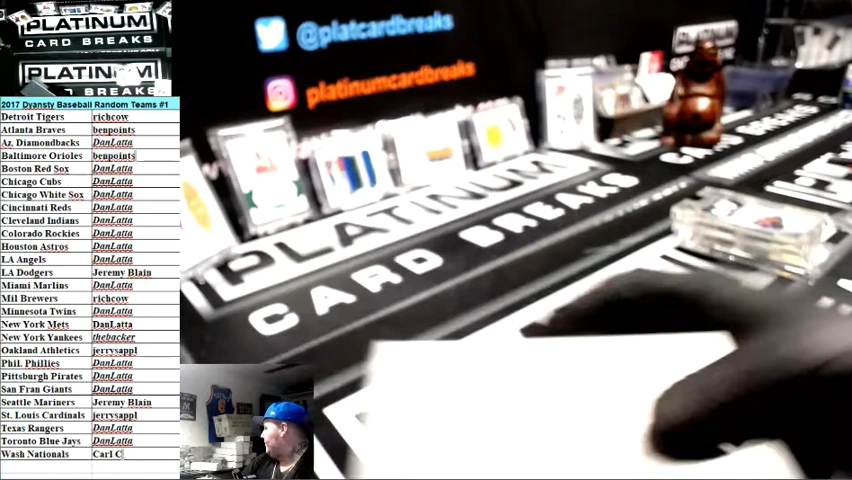 PLATINUM
CARD BREAKS
PLATINUM
@platcardbreaks
platinumcardbreaks
2017 Dyansty Baseball Random Teams #1
Detroit Tigers richcow
Atlanta Braves benpoints
Az. Diamondbacks DanLatta
Baltimore Orioles benpoints
Boston Red Sox DanLatta
Chicago Cubs DanLatta
Chicago White Sox DanLatta
Cincinnati Reds DanLatta
Cleveland Indians DanLatta
Colorado Rockies DanLatta
Houston Astros DanLatta
LA Angels DanLatta
LA Dodgers Jeremy Blain
Miami Marlins DanLatta
Mil Brewers richcow
Minnesota Twins DanLatta
New York Mets DanLatta
New York Yankees thebacker
Oakland Athletics jerrysappl
Phil. Phillies DanLatta
Pittsburgh Pirates DanLatta
San Fran Giants DanLatta
Seattle Mariners Jeremy Blain
St. Louis Cardinals jerrysappl
Texas Rangers DanLatta
Toronto Blue Jays DanLatta
Wash Nationals Carl C
PLATINUM
CARD BREAKS
PLATINUM
CARD BREAKS